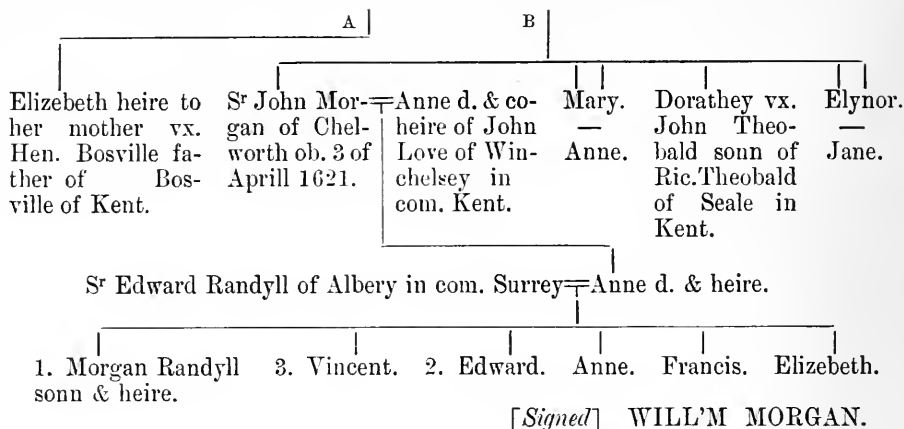 A B
Elizebeth heire to
her mother vx.
Hen. Bosville fa-
ther of Bos-
ville of Kent.
Sr John Mor-
gan of Chel-
worth ob. 3 of
Aprill 1621.
Anne d. & co-
heire of John
Love of Win-
chelsey in
com. Kent.
Mary.
—
Anne.
Dorathey vx.
John Theo-
bald sonn of
Ric. Theobald
of Seale in
Kent.
Elynor.
—
Jane.
Sr Edward Randyll of Albery in com. Surrey Anne d. & heire.
1. Morgan Randyll
sonn & heire.
3. Vincent. 2. Edward. Anne. Francis. Elizebeth.
[Signed] WILL'M MORGAN.